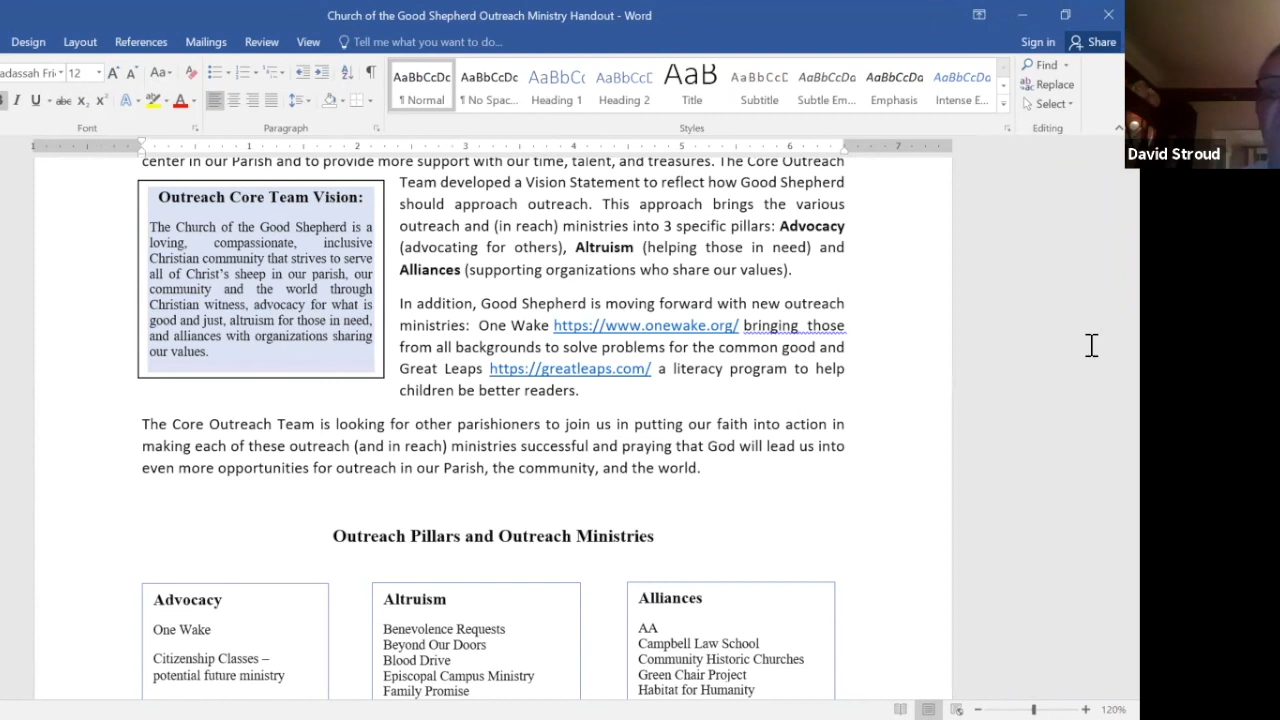 Church of the Good Shepherd Outreach Ministry Handout - Word
Design Layout References Mailings Review View Tell me what you want to do...
Sign in Share
12 Aa
AaBbCcDc AaBbCcDc AaBbCc AaBbCcC AaB AaBbCcC AaBbCcDc AaBbCcDc AaBbCcDc
¶ Normal ¶ No Spac... Heading 1 Heading 2 Title Subtitle Subtle Em... Emphasis Intense E...
Find
Replace
Select
Font Paragraph Styles Editing
1 1 2 3 4 5 6 7
David Stroud
center in our Parish and to provide more support with our time, talent, and treasures. The Core Outreach
Team developed a Vision Statement to reflect how Good Shepherd
should approach outreach. This approach brings the various
outreach and (in reach) ministries into 3 specific pillars: Advocacy
(advocating for others), Altruism (helping those in need) and
Alliances (supporting organizations who share our values).
Outreach Core Team Vision:
The Church of the Good Shepherd is a
loving, compassionate, inclusive
Christian community that strives to serve
all of Christ's sheep in our parish, our
community and the world through
Christian witness, advocacy for what is
good and just, altruism for those in need,
and alliances with organizations sharing
our values.
In addition, Good Shepherd is moving forward with new outreach
ministries: One Wake https://www.onewake.org/ bringing those
from all backgrounds to solve problems for the common good and
Great Leaps https://greatleaps.com/ a literacy program to help
children be better readers.
The Core Outreach Team is looking for other parishioners to join us in putting our faith into action in
making each of these outreach (and in reach) ministries successful and praying that God will lead us into
even more opportunities for outreach in our Parish, the community, and the world.
Outreach Pillars and Outreach Ministries
Advocacy
One Wake
Citizenship Classes –
potential future ministry
Altruism
Benevolence Requests
Beyond Our Doors
Blood Drive
Episcopal Campus Ministry
Family Promise
Alliances
AA
Campbell Law School
Community Historic Churches
Green Chair Project
Habitat for Humanity
120%